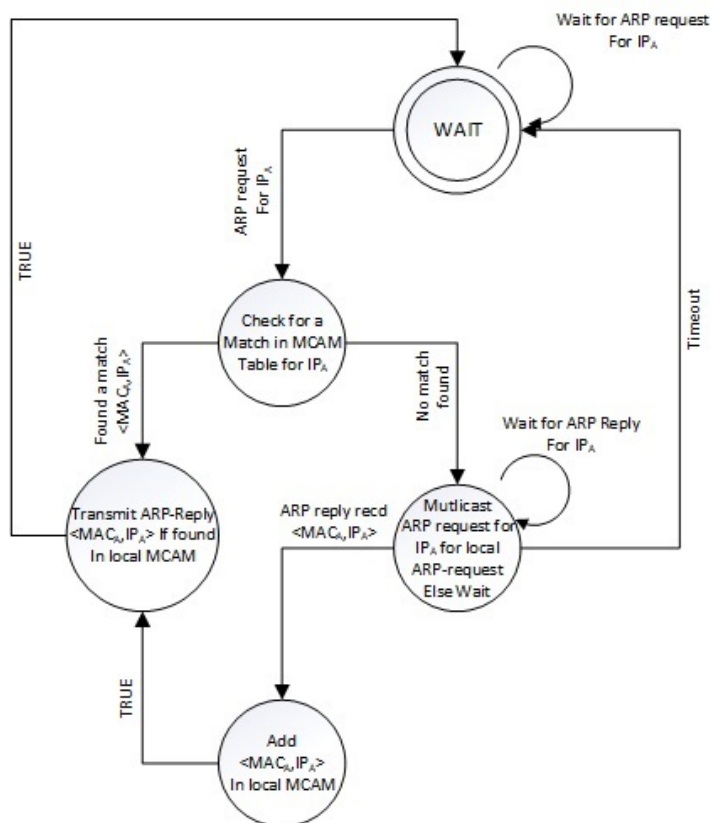 Wait for ARP request
For IPA
WAIT
ARP request
For IPA
TRUE
Timeout
Check for a
Match in MCAM
Table for IPA
Found a match
<MACA,IPA>
No match
found
Wait for ARP Reply
For IPA
Transmit ARP-Reply
<MACA,IPA> If found
In local MCAM
ARP reply recd
<MACA,IPA>
Mutlicast
ARP request for
IPA for local
ARP-request
Else Wait
TRUE
Add
<MACA,IPA>
In local MCAM